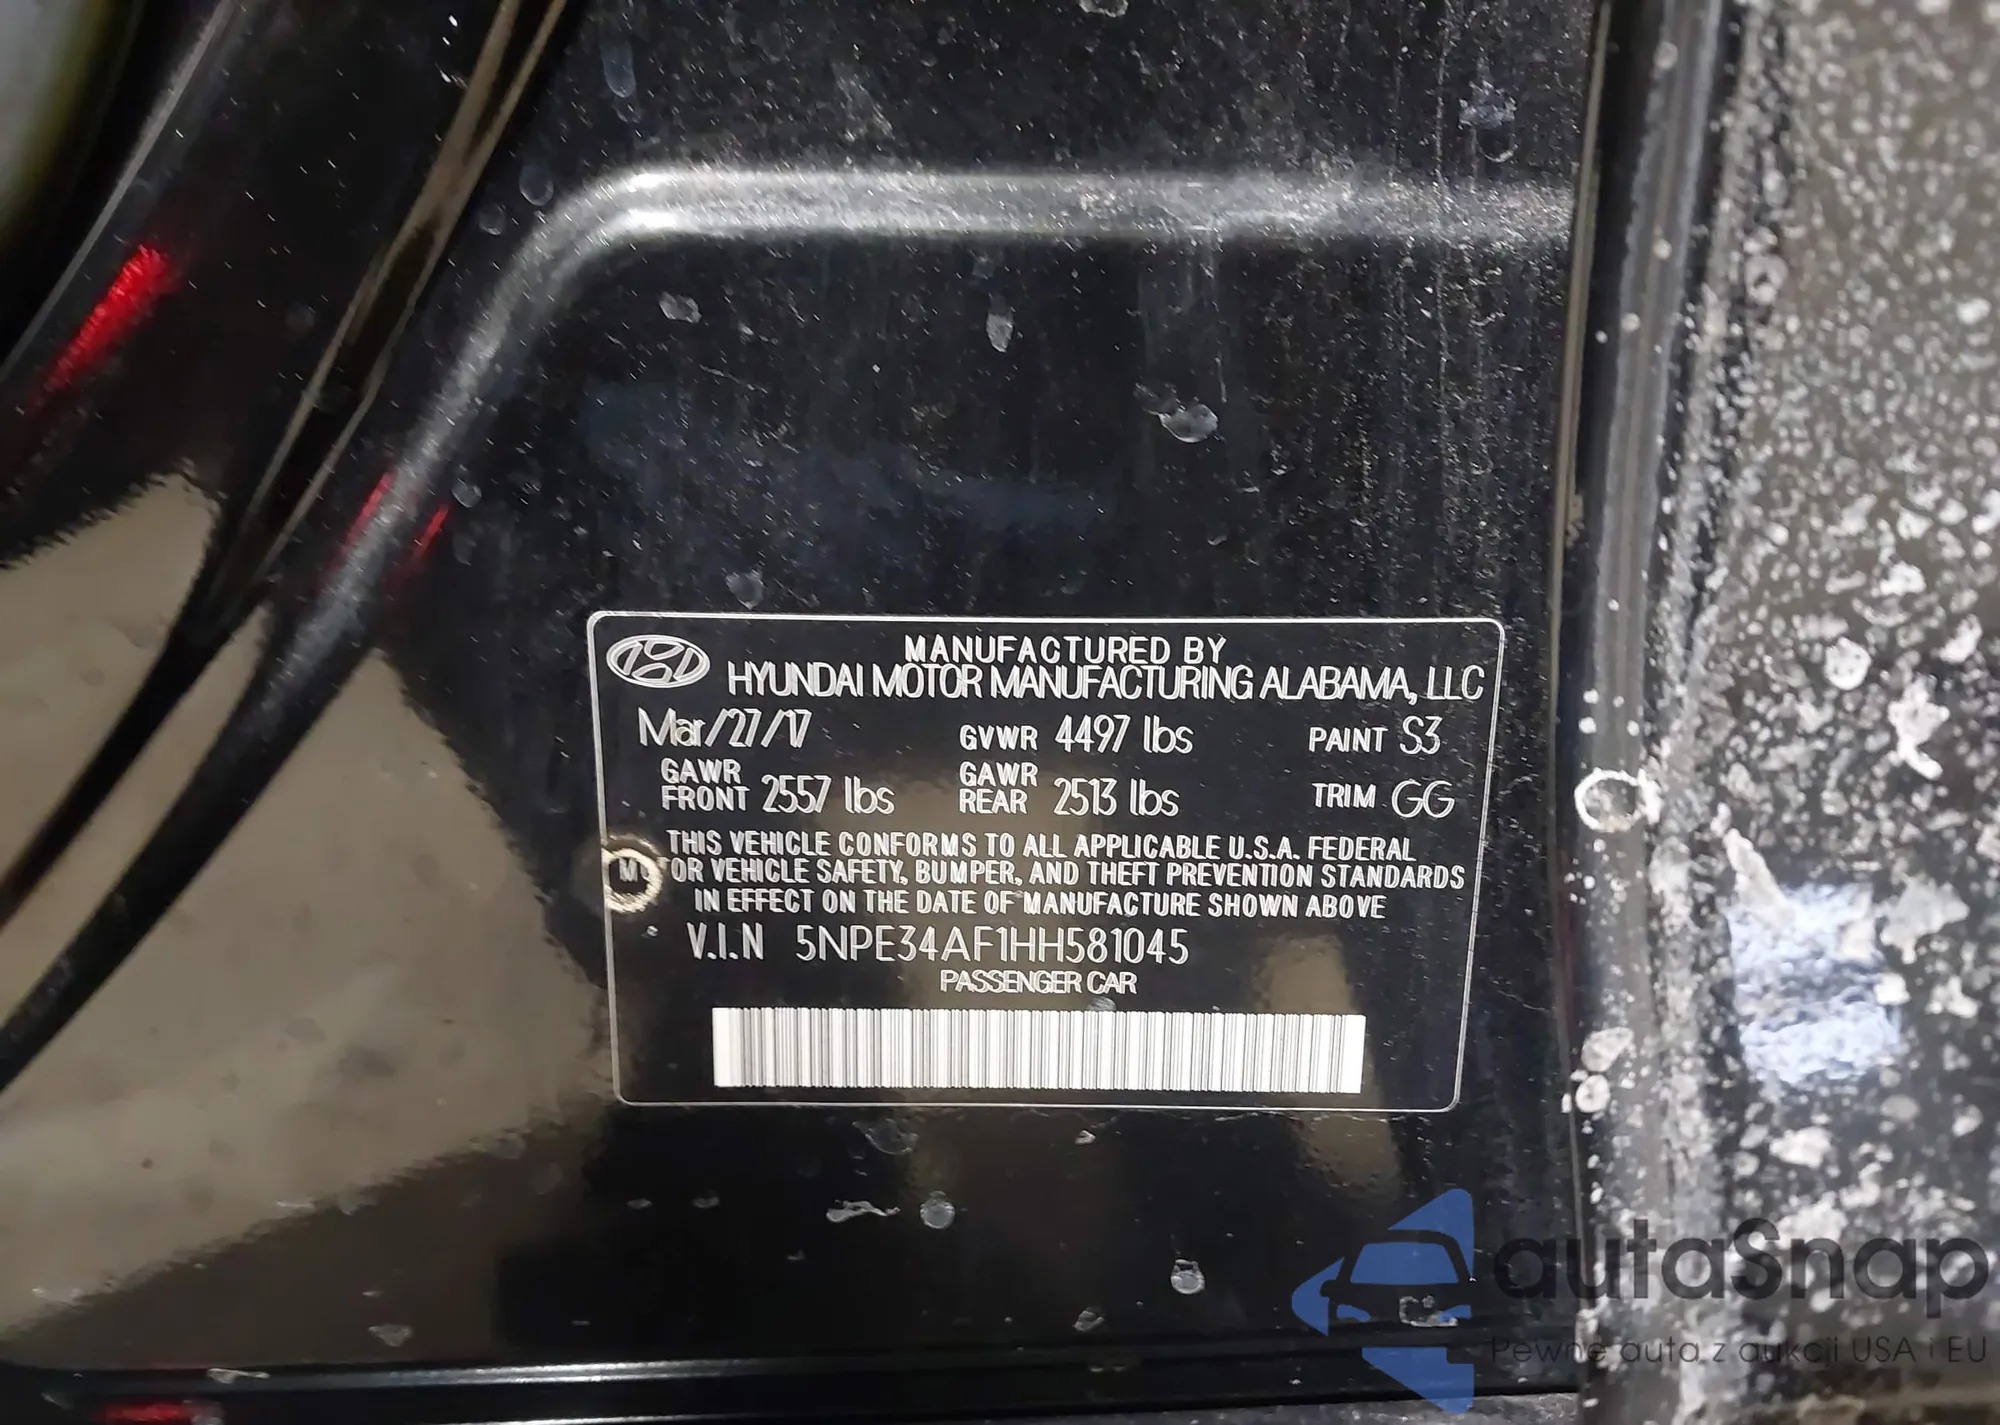 MANUFACTURED BY
HYUNDAI MOTOR MANUFACTURING ALABAMA, LLC
Mar/27/17 GVWR 4497 lbs PAINT S3
GAWR FRONT 2557 lbs GAWR REAR 2513 lbs TRIM GG
THIS VEHICLE CONFORMS TO ALL APPLICABLE U.S.A. FEDERAL
MOTOR VEHICLE SAFETY, BUMPER, AND THEFT PREVENTION STANDARDS
IN EFFECT ON THE DATE OF MANUFACTURE SHOWN ABOVE
V.I.N 5NPE34AF1HH581045
PASSENGER CAR
autaSnap
Pewne auta z aukcji USA i EU